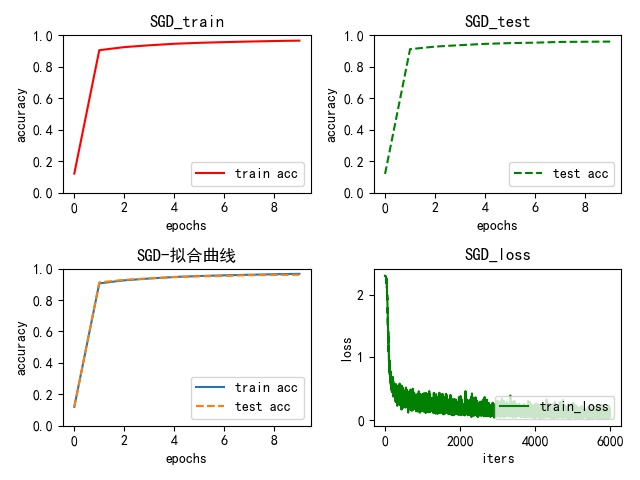 SGD_train
1.0
0.8
0.6
0.4
0.2
0.0
accuracy
0 2 4 6 8
epochs
train acc
SGD_test
1.0
0.8
0.6
0.4
0.2
0.0
accuracy
0 2 4 6 8
epochs
test acc
SGD-拟合曲线
1.0
0.8
0.6
0.4
0.2
0.0
accuracy
0 2 4 6 8
epochs
train acc
test acc
SGD_loss
2
1
0
loss
0 2000 4000 6000
iters
train_loss